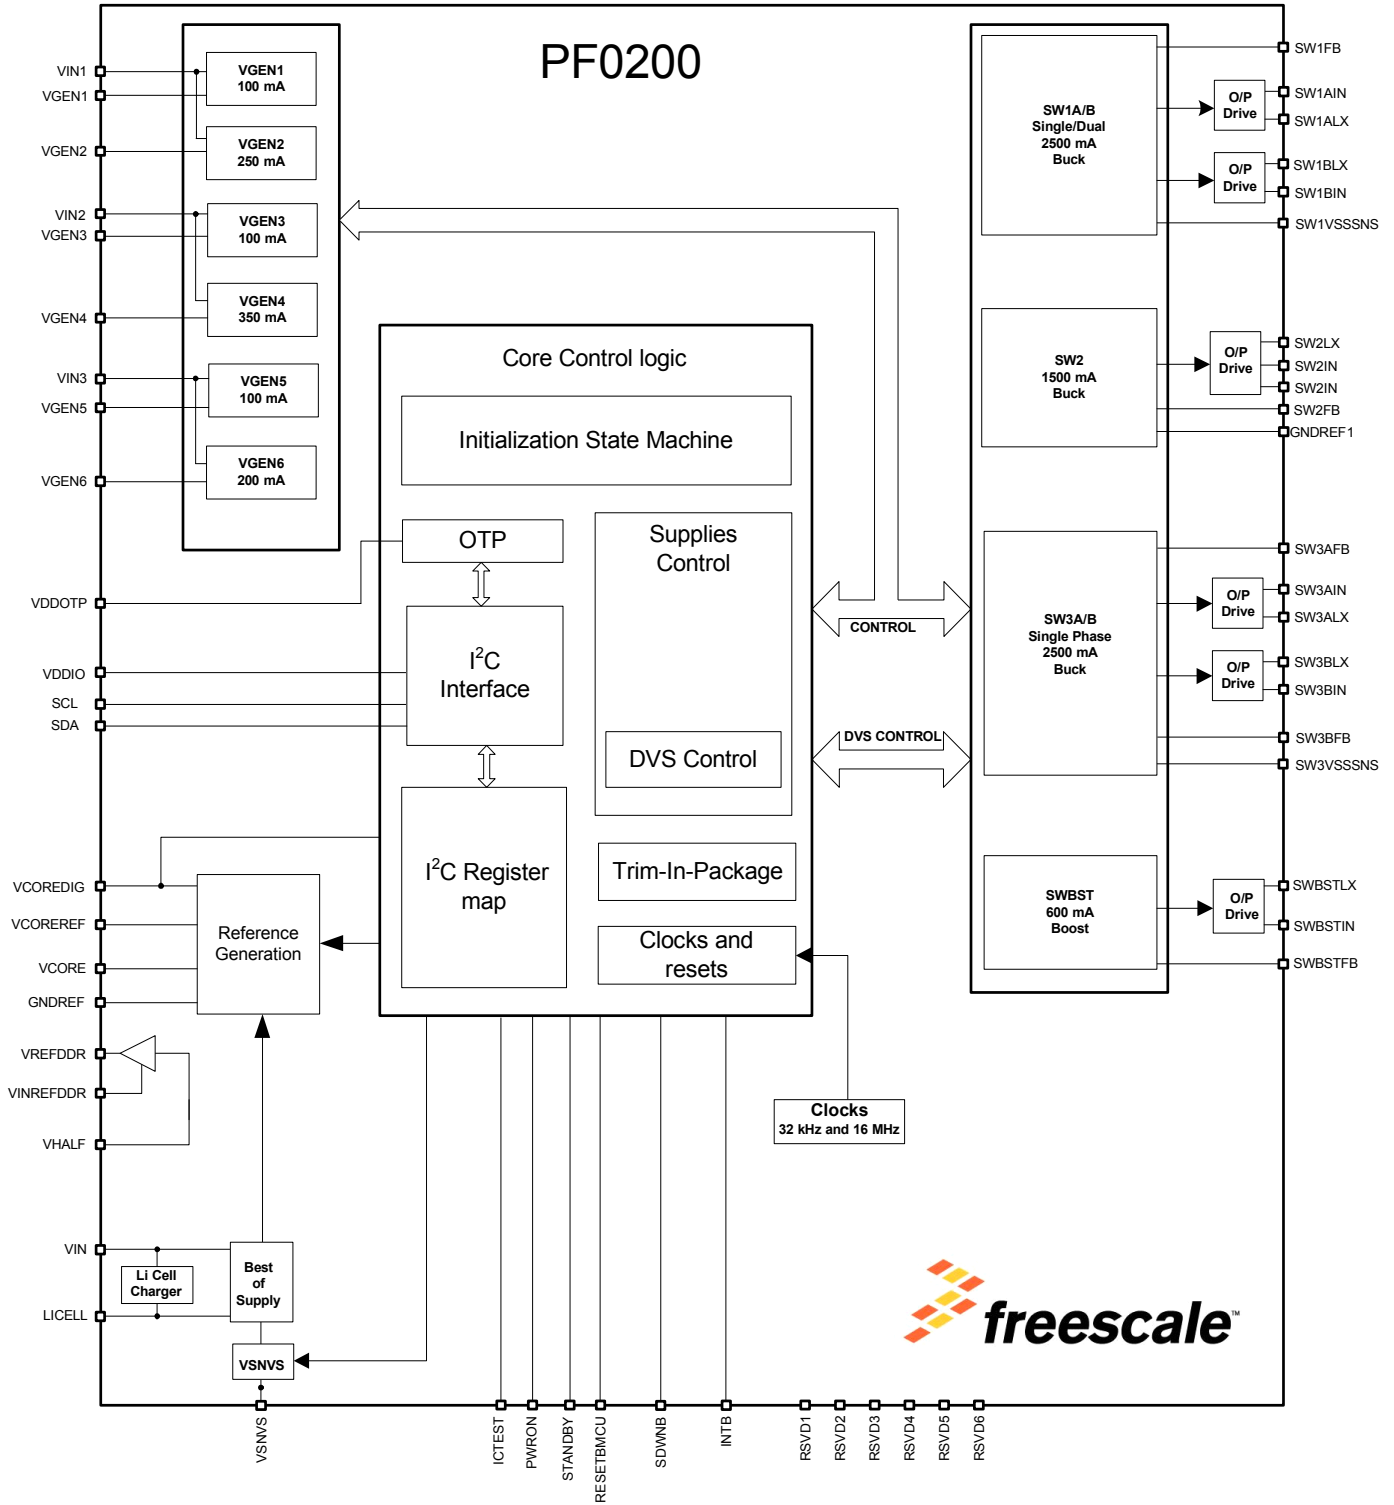 PF0200
VIN1
VGEN1
VGEN2
VIN2
VGEN3
VGEN4
VIN3
VGEN5
VGEN6
VDDOTP
VDDIO
SCL
SDA
VCOREDIG
VCOREREF
VCORE
GNDREF
VREFDDR
VINREFDDR
VHALF
VIN
LICELL
VGEN1
100 mA
VGEN2
250 mA
VGEN3
100 mA
VGEN4
350 mA
VGEN5
100 mA
VGEN6
200 mA
Core Control logic
Initialization State Machine
OTP
I²C
Interface
I²C Register
map
Supplies
Control
DVS Control
Trim-In-Package
Clocks and
resets
Reference
Generation
Clocks
32 kHz and 16 MHz
Li Cell
Charger
Best
of
Supply
VSNVS
CONTROL
DVS CONTROL
SW1A/B
Single/Dual
2500 mA
Buck
O/P
Drive
O/P
Drive
SW2
1500 mA
Buck
O/P
Drive
SW3A/B
Single Phase
2500 mA
Buck
O/P
Drive
O/P
Drive
SWBST
600 mA
Boost
O/P
Drive
SW1FB
SW1AIN
SW1ALX
SW1BLX
SW1BIN
SW1VSSSNS
SW2LX
SW2IN
SW2IN
SW2FB
GNDREF1
SW3AFB
SW3AIN
SW3ALX
SW3BLX
SW3BIN
SW3BFB
SW3VSSSNS
SWBSTLX
SWBSTIN
SWBSTFB
freescale™
VSNVS
ICTEST
PWRON
STANDBY
RESETBMCU
SDWNB
INTB
RSVD1
RSVD2
RSVD3
RSVD4
RSVD5
RSVD6